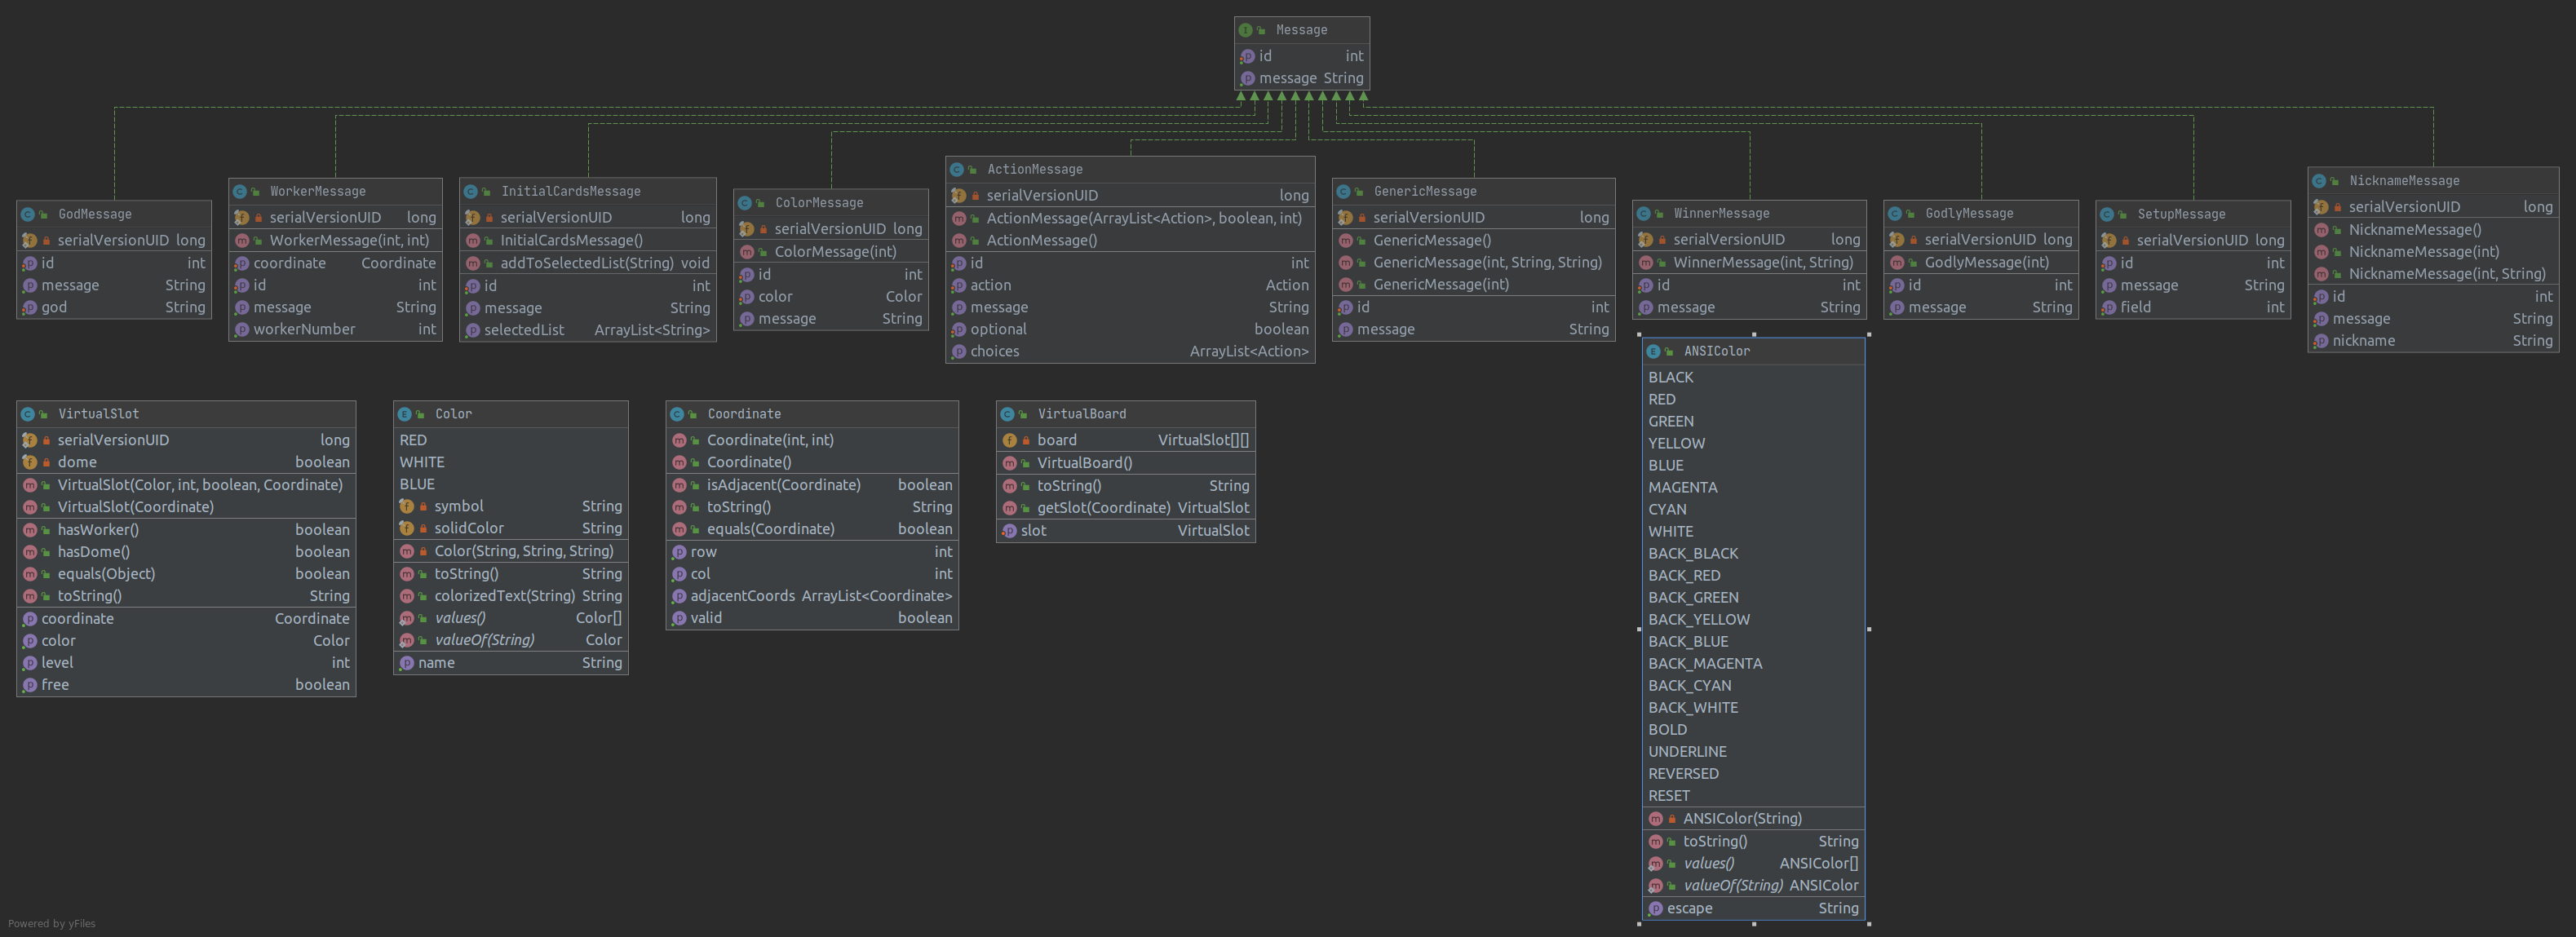 Message
id int
message String
GodMessage
serialVersionUID long
id int
message String
god String
WorkerMessage
serialVersionUID long
WorkerMessage(int, int)
coordinate Coordinate
id int
message String
workerNumber int
InitialCardsMessage
serialVersionUID long
InitialCardsMessage()
addToSelectedList(String) void
id int
message String
selectedList ArrayList<String>
ColorMessage
serialVersionUID long
ColorMessage(int)
id int
color Color
message String
ActionMessage
serialVersionUID long
ActionMessage(ArrayList<Action>, boolean, int)
ActionMessage()
id int
action Action
message String
optional boolean
choices ArrayList<Action>
GenericMessage
serialVersionUID long
GenericMessage()
GenericMessage(int, String, String)
GenericMessage(int)
id int
message String
WinnerMessage
serialVersionUID long
WinnerMessage(int, String)
id int
message String
GodlyMessage
serialVersionUID long
GodlyMessage(int)
id int
message String
SetupMessage
serialVersionUID long
id int
message String
field int
NicknameMessage
serialVersionUID long
NicknameMessage()
NicknameMessage(int)
NicknameMessage(int, String)
id int
message String
nickname String
VirtualSlot
serialVersionUID long
dome boolean
VirtualSlot(Color, int, boolean, Coordinate)
VirtualSlot(Coordinate)
hasWorker() boolean
hasDome() boolean
equals(Object) boolean
toString() String
coordinate Coordinate
color Color
level int
free boolean
Color
RED
WHITE
BLUE
symbol String
solidColor String
Color(String, String, String)
toString() String
colorizedText(String) String
values() Color[]
valueOf(String) Color
name String
Coordinate
Coordinate(int, int)
Coordinate()
isAdjacent(Coordinate) boolean
toString() String
equals(Coordinate) boolean
row int
col int
adjacentCoords ArrayList<Coordinate>
valid boolean
VirtualBoard
board VirtualSlot[][]
VirtualBoard()
toString() String
getSlot(Coordinate) VirtualSlot
slot VirtualSlot
ANSIColor
BLACK
RED
GREEN
YELLOW
BLUE
MAGENTA
CYAN
WHITE
BACK_BLACK
BACK_RED
BACK_GREEN
BACK_YELLOW
BACK_BLUE
BACK_MAGENTA
BACK_CYAN
BACK_WHITE
BOLD
UNDERLINE
REVERSED
RESET
ANSIColor(String)
toString() String
values() ANSIColor[]
valueOf(String) ANSIColor
escape String
Powered by yFiles